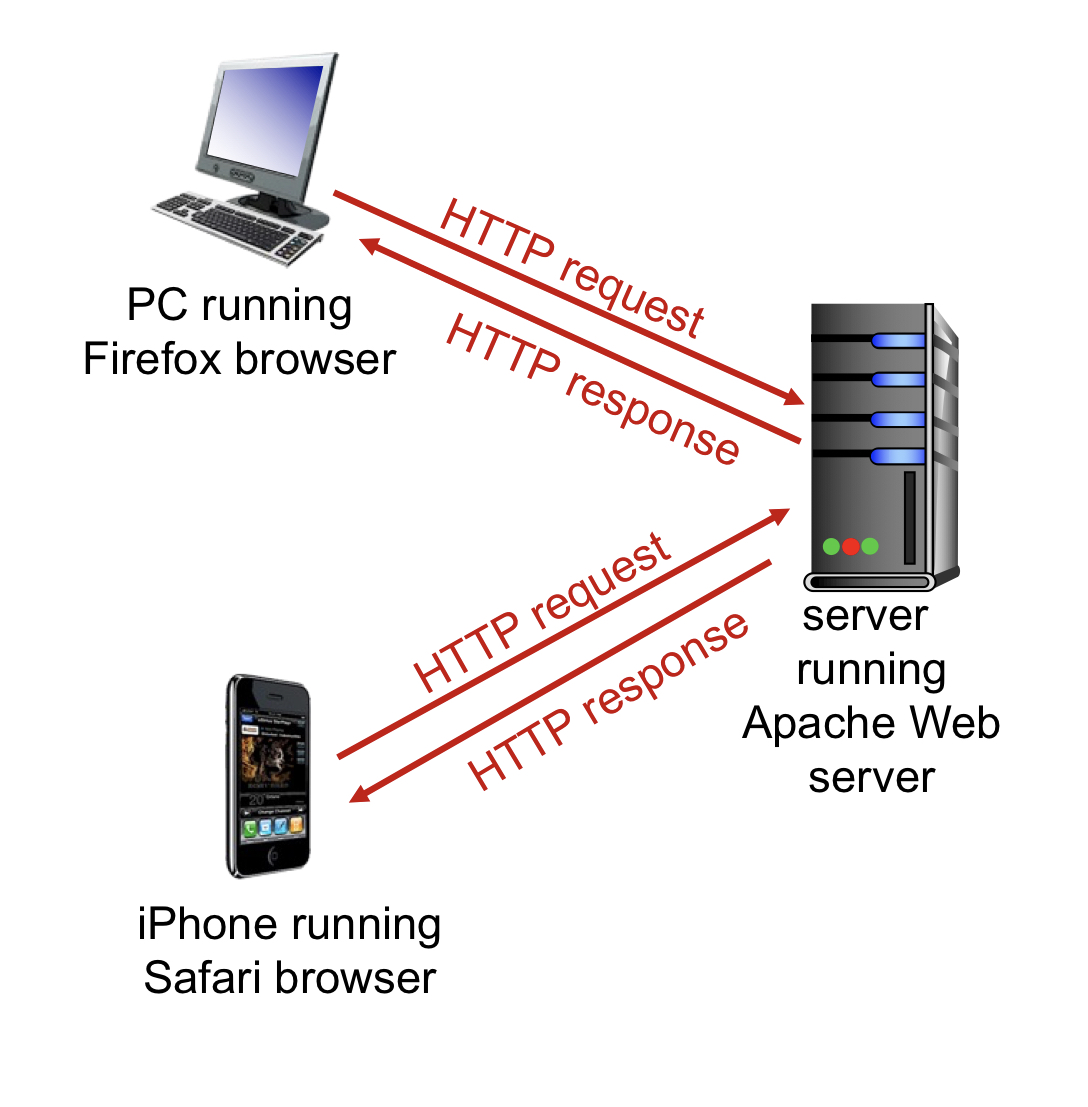 HTTP request
HTTP response
PC running
Firefox browser
HTTP request
HTTP response
server
running
Apache Web
server
iPhone running
Safari browser